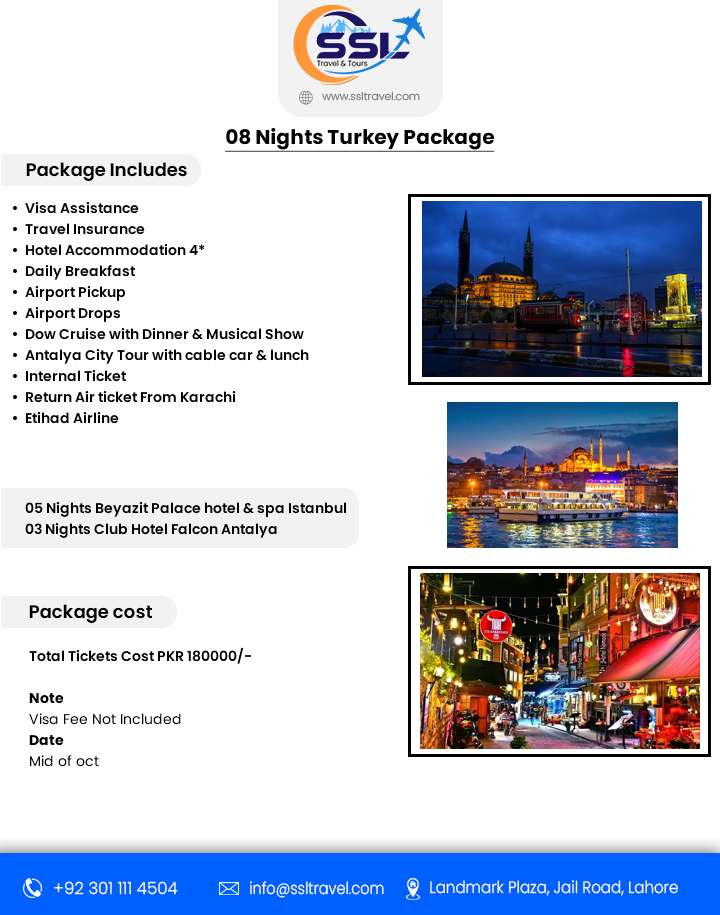 SSL
Travel & Tours
www.ssltravel.com
08 Nights Turkey Package
Package Includes
• Visa Assistance
• Travel Insurance
• Hotel Accommodation 4*
• Daily Breakfast
• Airport Pickup
• Airport Drops
• Dow Cruise with Dinner & Musical Show
• Antalya City Tour with cable car & lunch
• Internal Ticket
• Return Air ticket From Karachi
• Etihad Airline
05 Nights Beyazit Palace hotel & spa Istanbul
03 Nights Club Hotel Falcon Antalya
Package cost
Total Tickets Cost PKR 180000/-
Note
Visa Fee Not Included
Date
Mid of oct
+92 301 111 4504
info@ssltravel.com
Landmark Plaza, Jail Road, Lahore